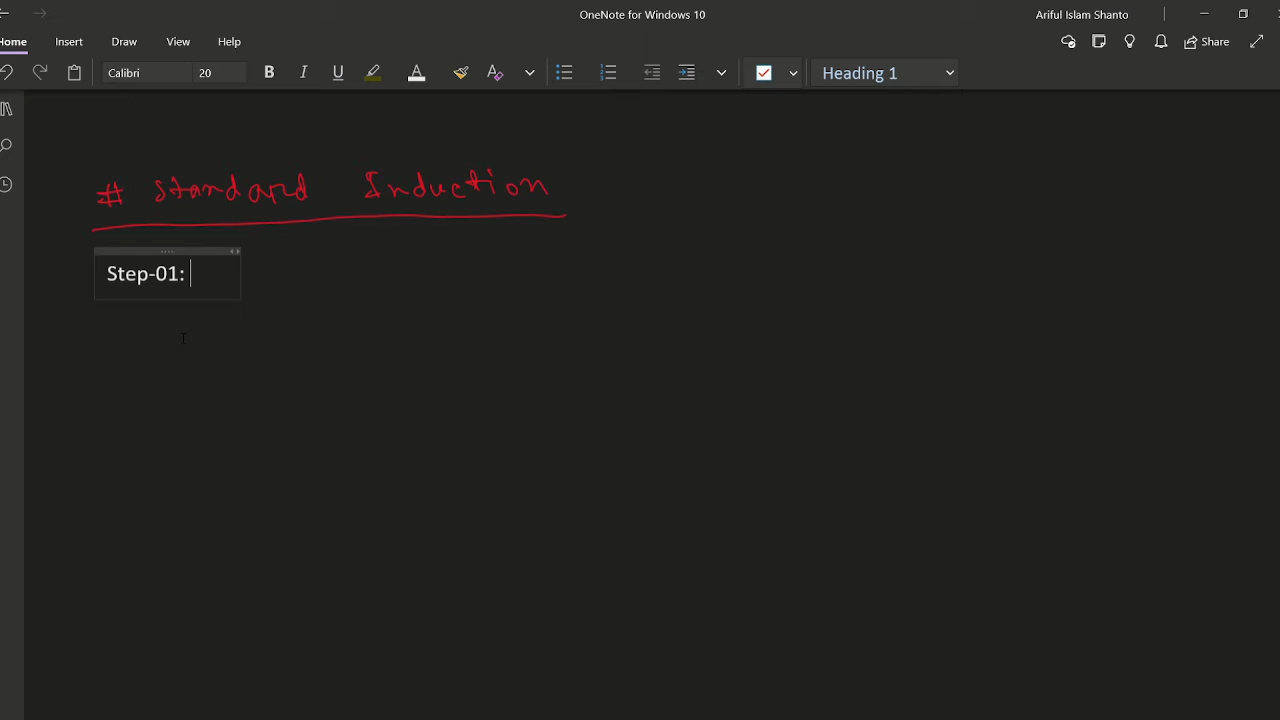 OneNote for Windows 10
Ariful Islam Shanto
Home Insert Draw View Help
Share
Calibri 20 B I U A A Heading 1
# Standard Induction
Step-01: